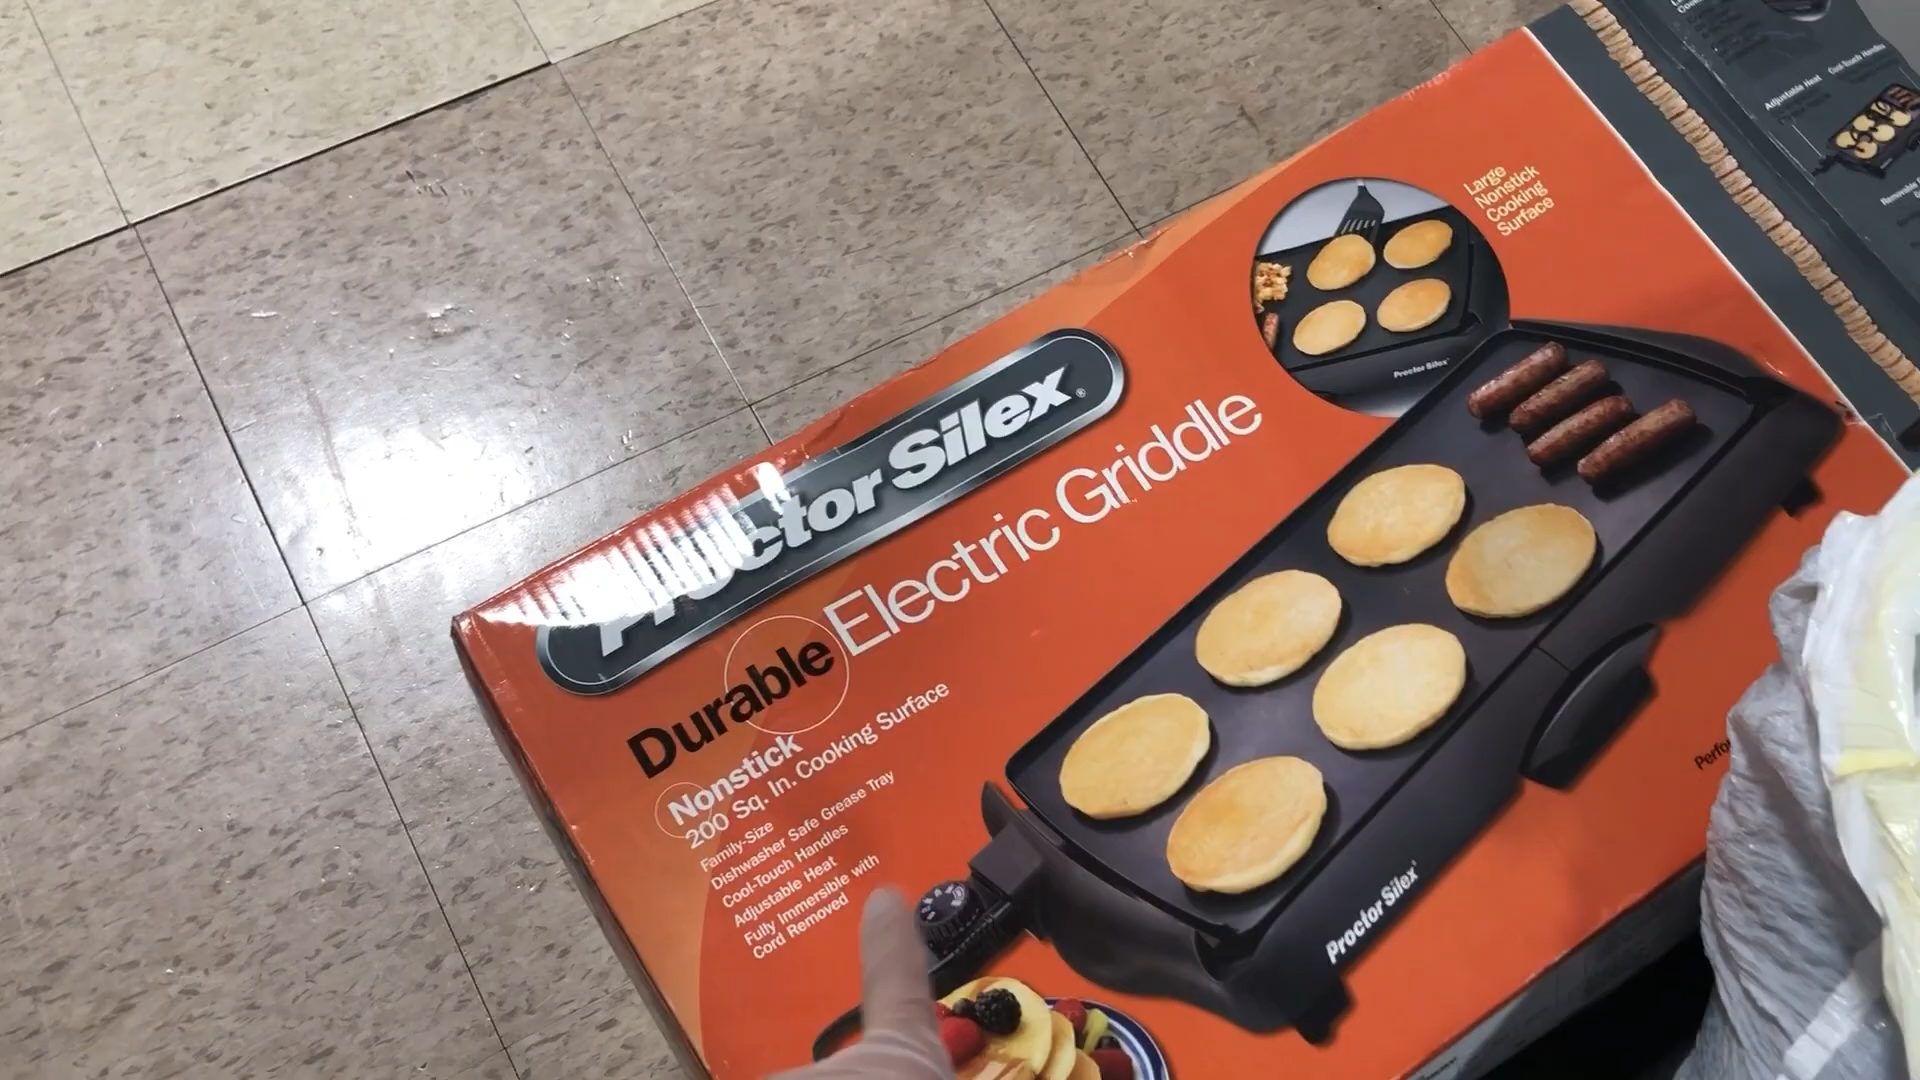 Proctor Silex®
Durable Electric Griddle
Nonstick
200 Sq. In. Cooking Surface
Family-Size
Dishwasher Safe Grease Tray
Cool-Touch Handles
Adjustable Heat
Fully Immersible with
Cord Removed
Large
Nonstick
Cooking
Surface
Proctor Silex
Proctor Silex
Adjustable Heat
Cool-Touch Handles